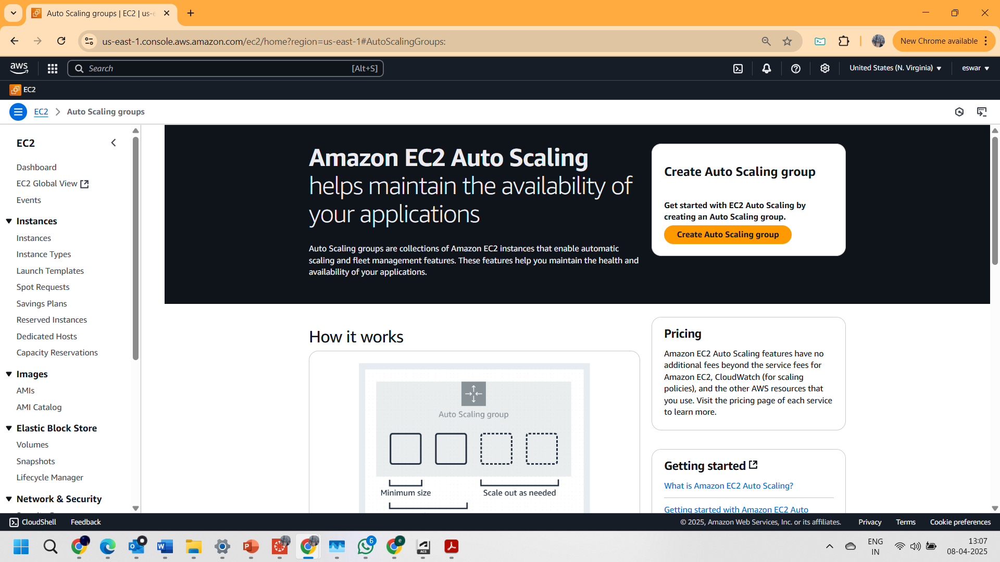 Auto Scaling groups | EC2 | us-e
us-east-1.console.aws.amazon.com/ec2/home?region=us-east-1#AutoScalingGroups:
New Chrome available
aws
Search
[Alt+S]
United States (N. Virginia)
eswar
EC2
EC2
Auto Scaling groups
EC2
Dashboard
EC2 Global View
Events
Instances
Instances
Instance Types
Launch Templates
Spot Requests
Savings Plans
Reserved Instances
Dedicated Hosts
Capacity Reservations
Images
AMIs
AMI Catalog
Elastic Block Store
Volumes
Snapshots
Lifecycle Manager
Network & Security
Amazon EC2 Auto Scaling
helps maintain the availability of
your applications
Auto Scaling groups are collections of Amazon EC2 instances that enable automatic
scaling and fleet management features. These features help you maintain the health and
availability of your applications.
Create Auto Scaling group
Get started with EC2 Auto Scaling by
creating an Auto Scaling group.
Create Auto Scaling group
How it works
Auto Scaling group
Minimum size
Scale out as needed
Pricing
Amazon EC2 Auto Scaling features have no
additional fees beyond the service fees for
Amazon EC2, CloudWatch (for scaling
policies), and the other AWS resources that
you use. Visit the pricing page of each service
to learn more.
Getting started
What is Amazon EC2 Auto Scaling?
Getting started with Amazon EC2 Auto
CloudShell
Feedback
© 2025, Amazon Web Services, Inc. or its affiliates.
Privacy
Terms
Cookie preferences
6
e
ACS
ENG
IN
13:07
08-04-2025